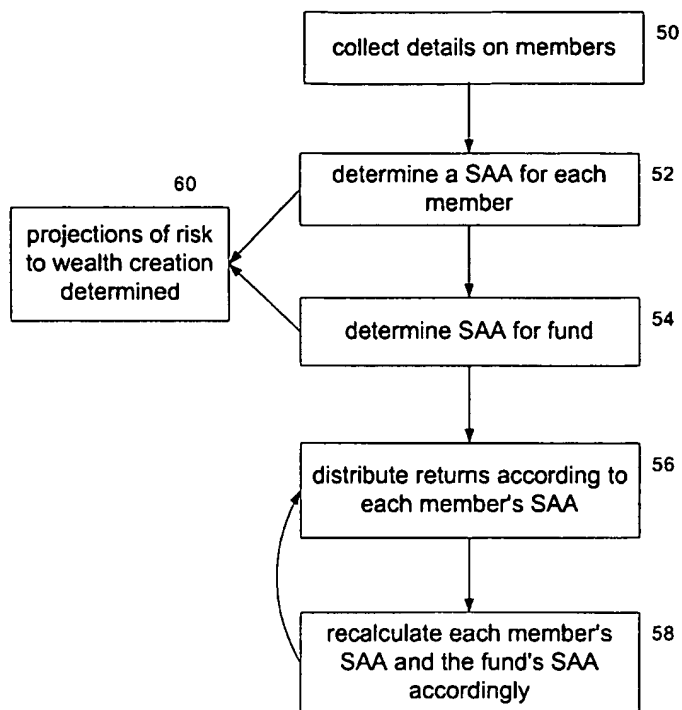 collect details on members
50
determine a SAA for each
member
52
60
projections of risk
to wealth creation
determined
determine SAA for fund
54
distribute returns according to
each member's SAA
56
recalculate each member's
SAA and the fund's SAA
accordingly
58